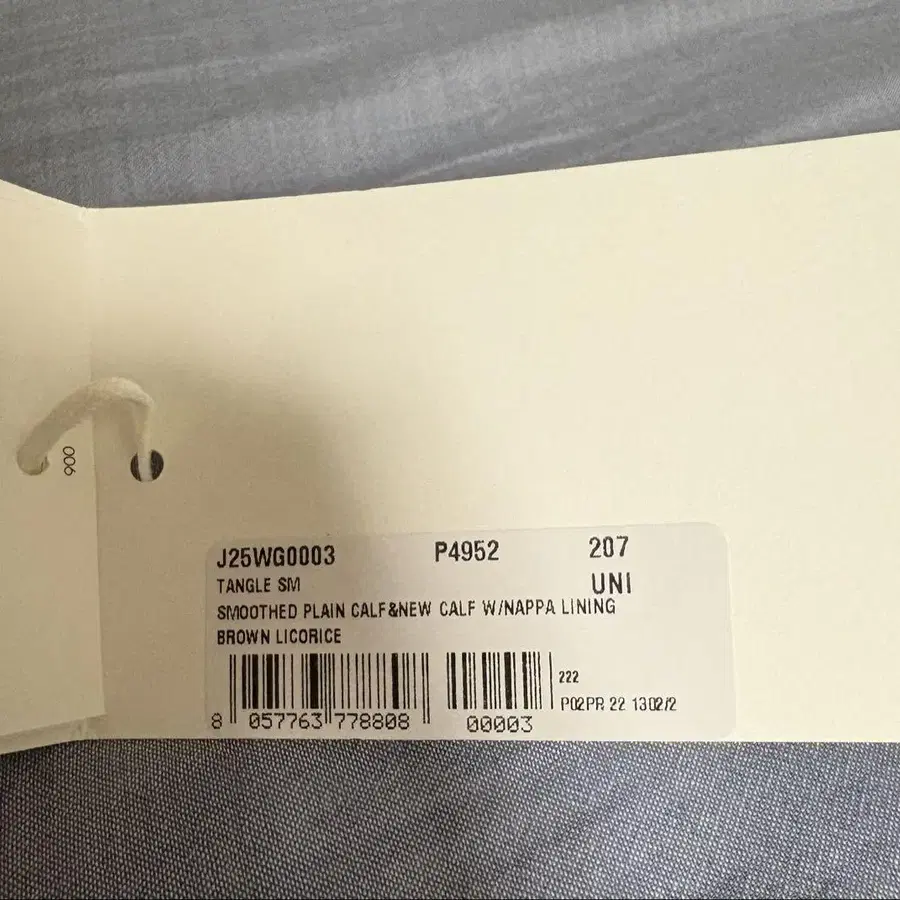 900
J25WG0003 P4952 207
TANGLE SM UNI
SMOOTHED PLAIN CALF&NEW CALF W/NAPPA LINING
BROWN LICORICE
222
P02PR 22 1302/2
8 057763 778808 00003